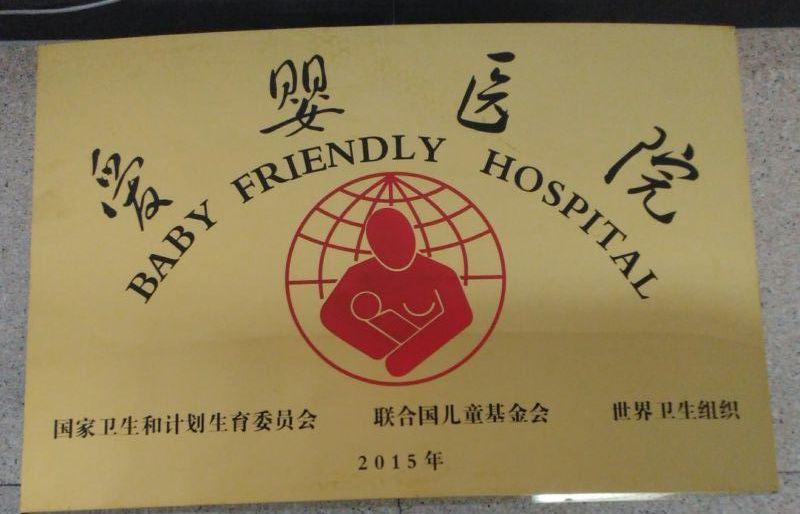 爱婴医院
BABY FRIENDLY HOSPITAL
国家卫生和计划生育委员会 联合国儿童基金会 世界卫生组织
2015年